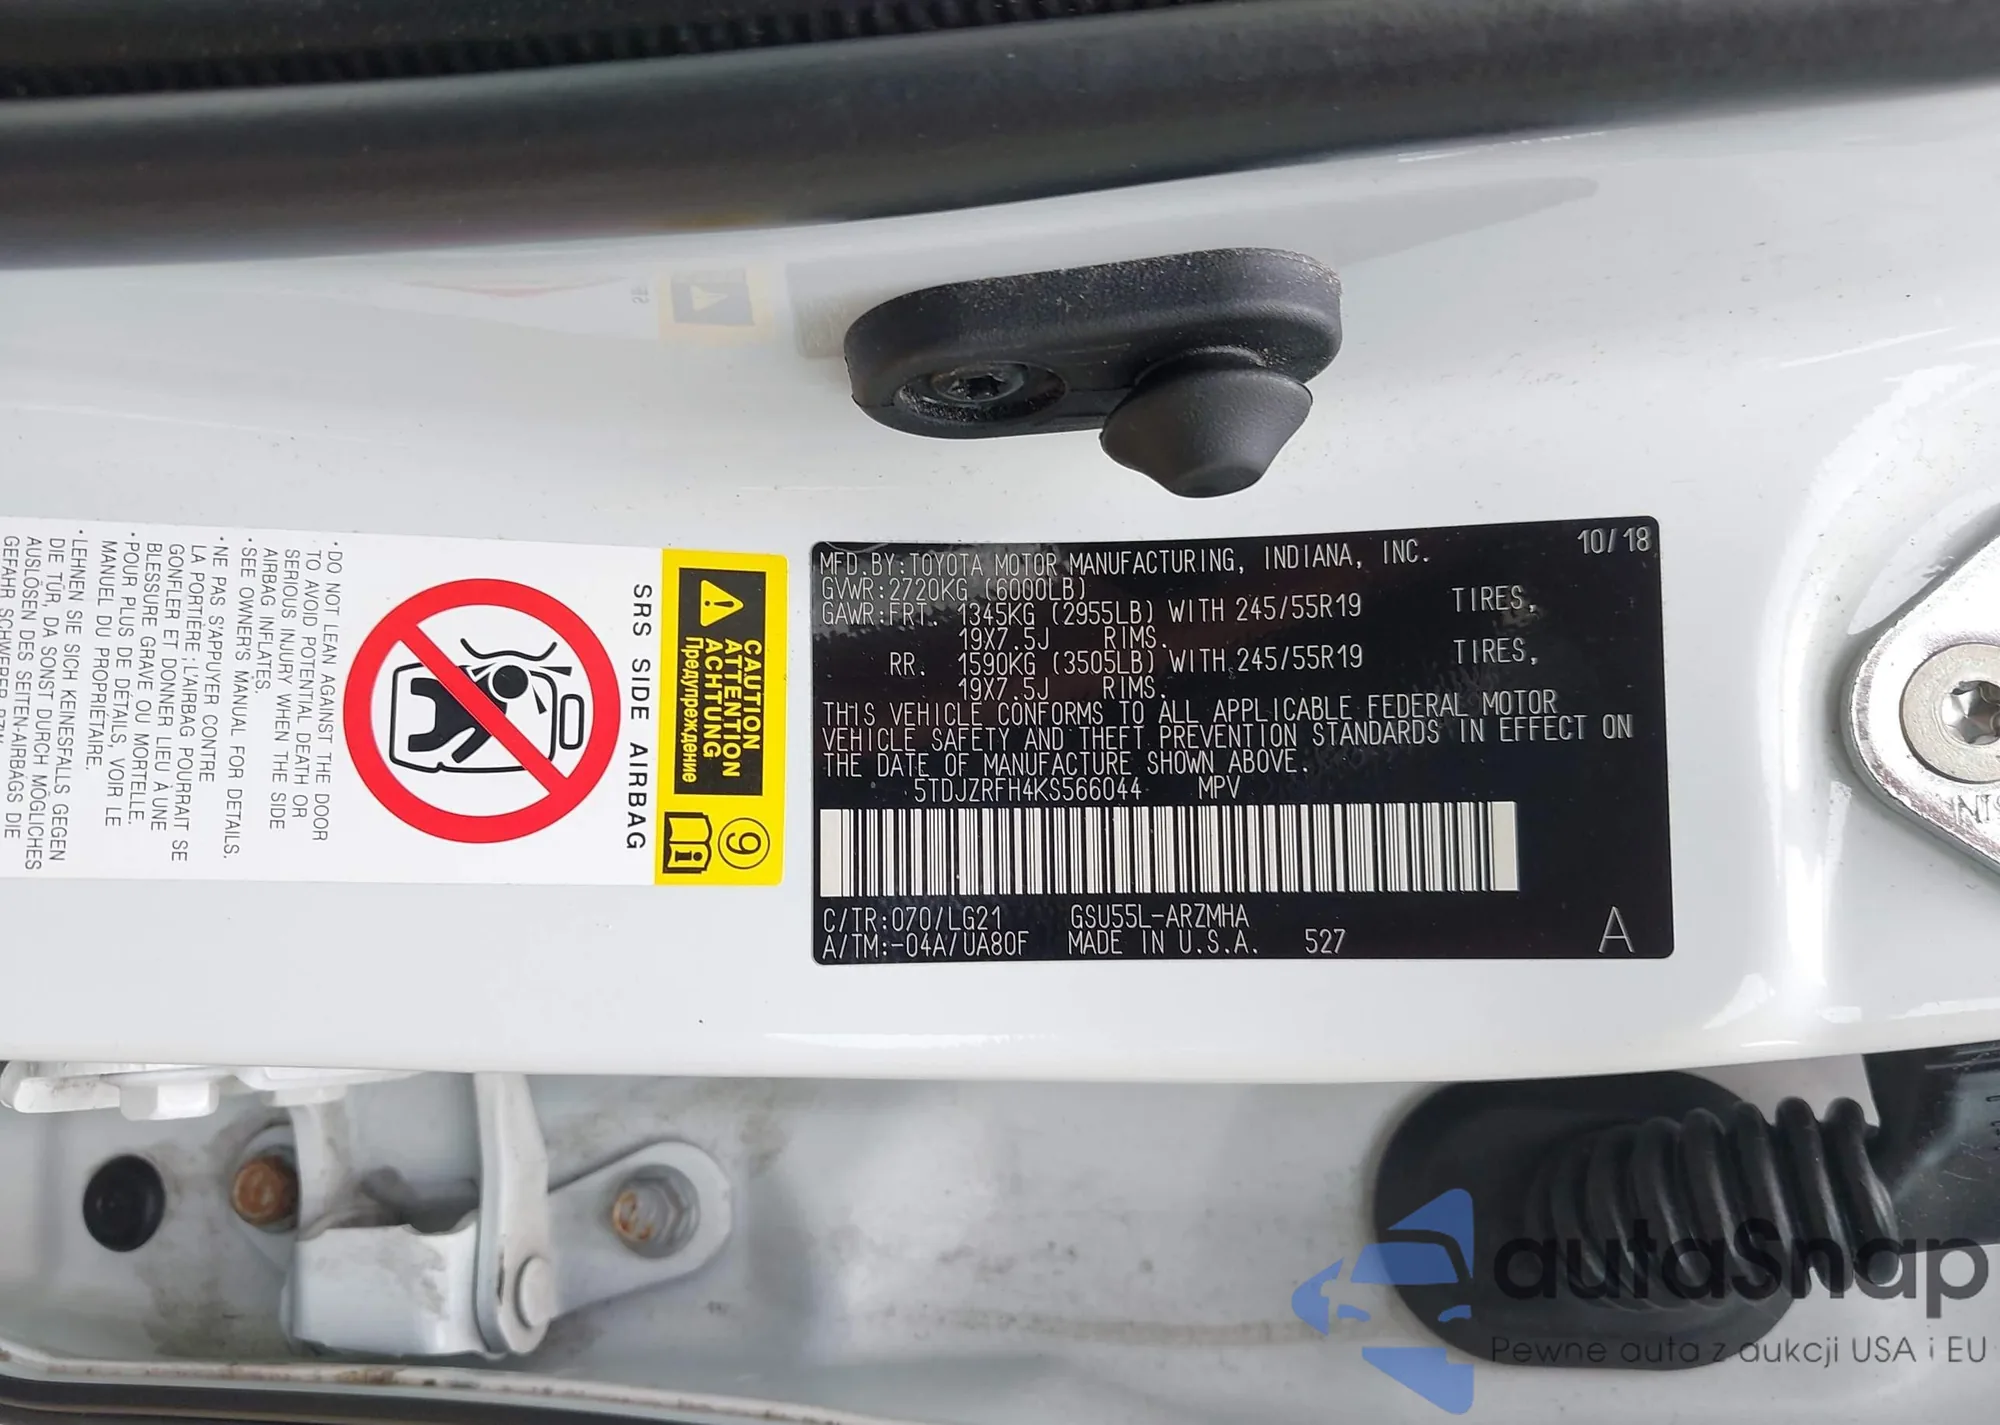 MFD.BY:TOYOTA MOTOR MANUFACTURING, INDIANA, INC. 10/18
GVWR:2720KG (6000LB)
GAWR:FRT. 1345KG (2955LB) WITH 245/55R19 TIRES,
19X7.5J RIMS.
RR. 1590KG (3505LB) WITH 245/55R19 TIRES,
19X7.5J RIMS.
THIS VEHICLE CONFORMS TO ALL APPLICABLE FEDERAL MOTOR
VEHICLE SAFETY AND THEFT PREVENTION STANDARDS IN EFFECT ON
THE DATE OF MANUFACTURE SHOWN ABOVE.
5TDJZRFH4KS566044 MPV
C/TR:070/LG21 GSU55L-ARZMHA
A/TM:-04A/UA80F MADE IN U.S.A. 527 A
CAUTION
ATTENTION
ACHTUNG
Предупреждение
9
i
SRS SIDE AIRBAG
・DO NOT LEAN AGAINST THE DOOR
TO AVOID POTENTIAL DEATH OR
SERIOUS INJURY WHEN THE SIDE
AIRBAG INFLATES.
・SEE OWNER'S MANUAL FOR DETAILS.
・NE PAS S'APPUYER CONTRE
LA PORTIÈRE ; L'AIRBAG POURRAIT SE
GONFLER ET DONNER LIEU À UNE
BLESSURE GRAVE OU MORTELLE.
・POUR PLUS DE DÉTAILS, VOIR LE
MANUEL DU PROPRIÉTAIRE.
・LEHNEN SIE SICH KEINESFALLS GEGEN
DIE TÜR, DA SONST DURCH MÖGLICHES
AUSLÖSEN DES SEITEN-AIRBAGS DIE
GEFAHR SCHWERER
autaSnap
Pewne auta z aukcji USA i EU